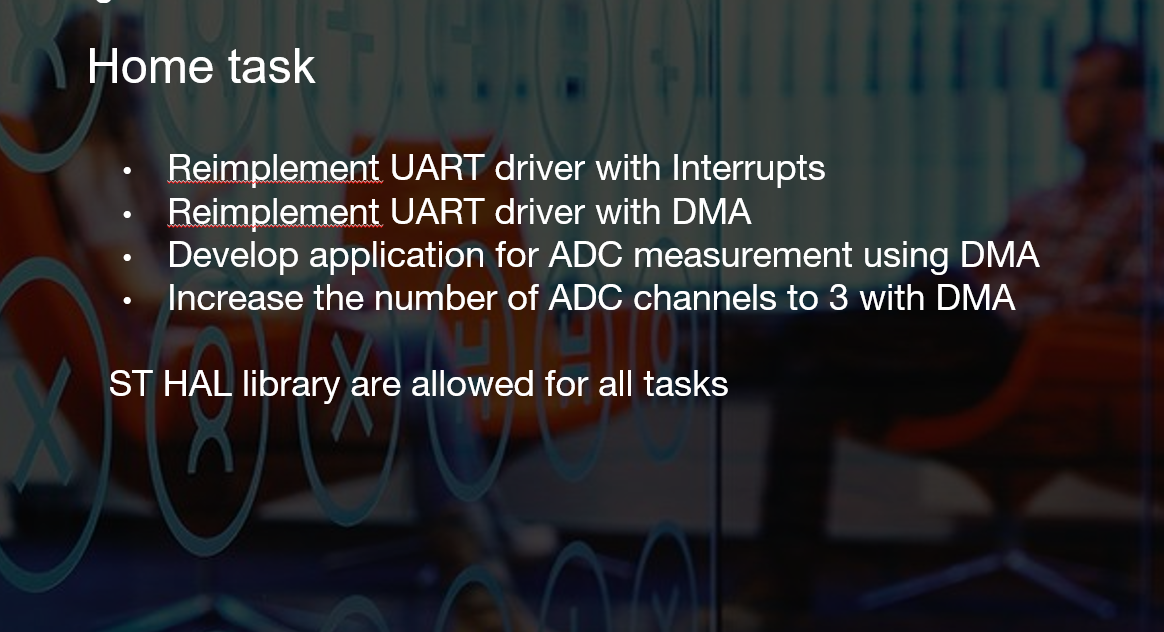 Home task
• Reimplement UART driver with Interrupts
• Reimplement UART driver with DMA
• Develop application for ADC measurement using DMA
• Increase the number of ADC channels to 3 with DMA
ST HAL library are allowed for all tasks